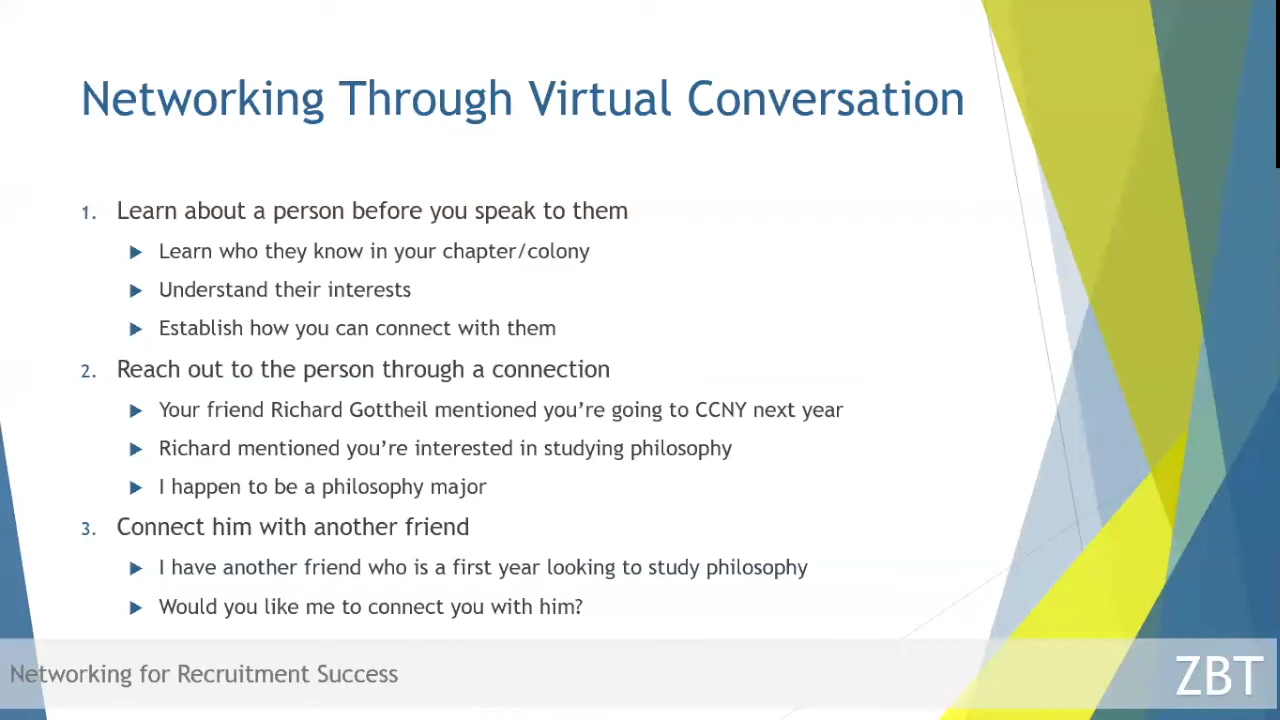 Networking Through Virtual Conversation
1. Learn about a person before you speak to them
▶ Learn who they know in your chapter/colony
▶ Understand their interests
▶ Establish how you can connect with them
2. Reach out to the person through a connection
▶ Your friend Richard Gottheil mentioned you’re going to CCNY next year
▶ Richard mentioned you’re interested in studying philosophy
▶ I happen to be a philosophy major
3. Connect him with another friend
▶ I have another friend who is a first year looking to study philosophy
▶ Would you like me to connect you with him?
Networking for Recruitment Success
ZBT